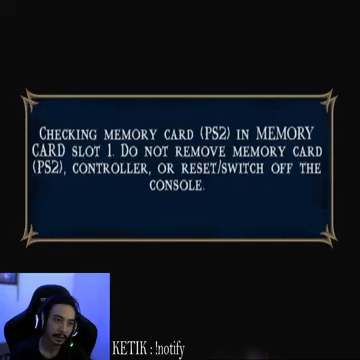 CHECKING MEMORY CARD (PS2) IN MEMORY
CARD SLOT 1. DO NOT REMOVE MEMORY CARD
(PS2), CONTROLLER, OR RESET/SWITCH OFF THE
CONSOLE.
KETIK : !notify